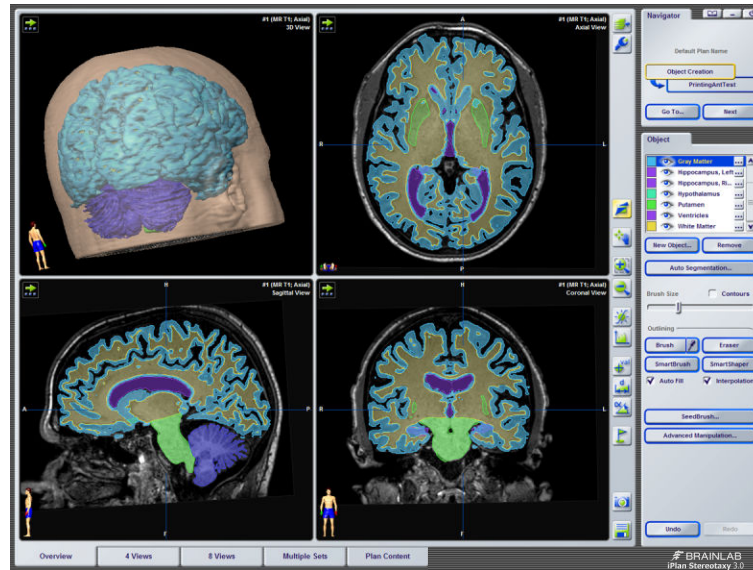 #1 (MR T1; Axial)
3D View
#1 (MR T1; Axial)
Axial View
A
R
L
P
#1 (MR T1; Axial)
Sagittal View
H
A
P
F
#1 (MR T1; Axial)
Coronal View
H
R
L
F
Navigator
Default Plan Name
Object Creation
PrintingAntTest
Go To...
Next
Object
Gray Matter ...
Hippocampus, Left ...
Hippocampus, Ri... ...
Hypothalamus ...
Putamen ...
Ventricles ...
White Matter ...
New Object...
Remove
Auto Segmentation...
Brush Size
Contours
Outlining
Brush
Eraser
SmartBrush
SmartShaper
Auto Fill
Interpolation
SeedBrush...
Advanced Manipulation...
Undo
Redo
Overview
4 Views
8 Views
Multiple Sets
Plan Content
BRAINLAB
iPlan Stereotaxy 3.0